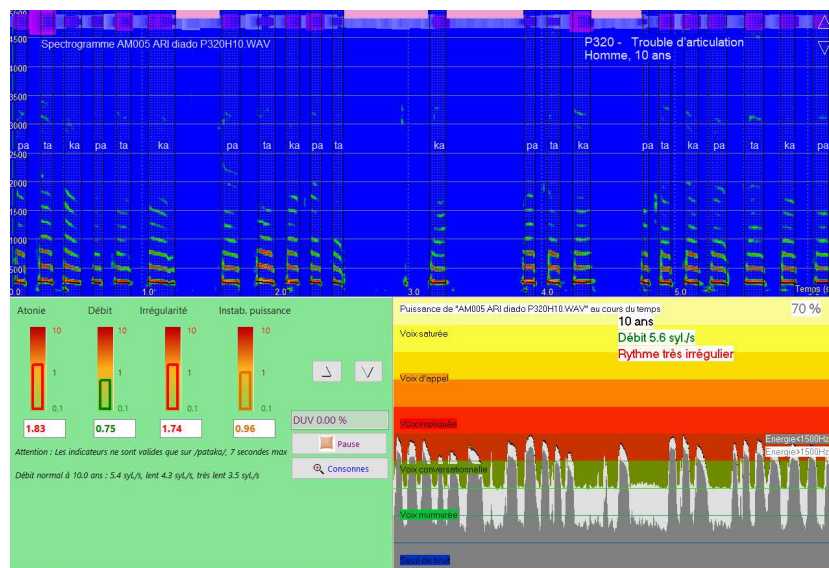 5000
Spectrogramme AM005 ARI diado P320H10.WAV
P320 - Trouble d'articulation
Homme, 10 ans
4500
4000
3500
3000
2500
pa ta ka pa ta ka pa ta ka pa ta ka pa ta ka pa ta ka pa ta ka pa
2000
1500
1000
500
0.0 1.0 2.0 3.0 4.0 5.0 Temps (s
Atonie Débit Irrégularité Instab. puissance
10 10 10 10
1 1 1 1
0.1 0.1 0.1 0.1
1.83 0.75 1.74 0.96
DUV 0.00 %
Pause
Consonnes
Attention : Les indicateurs ne sont valides que sur /pataka/, 7 secondes max
Débit normal à 10.0 ans : 5.4 syl./s, lent 4.3 syl./s, très lent 3.5 syl./s
Puissance de "AM005 ARI diado P320H10.WAV" au cours du temps
70 %
10 ans
Débit 5.6 syl./s
Rythme très irrégulier
Voix saturée
Voix d'appel
Voix impliquée
Energie<1500Hz
Energie>1500Hz
Voix conversationnelle
Voix murmurée
Seuil de bruit